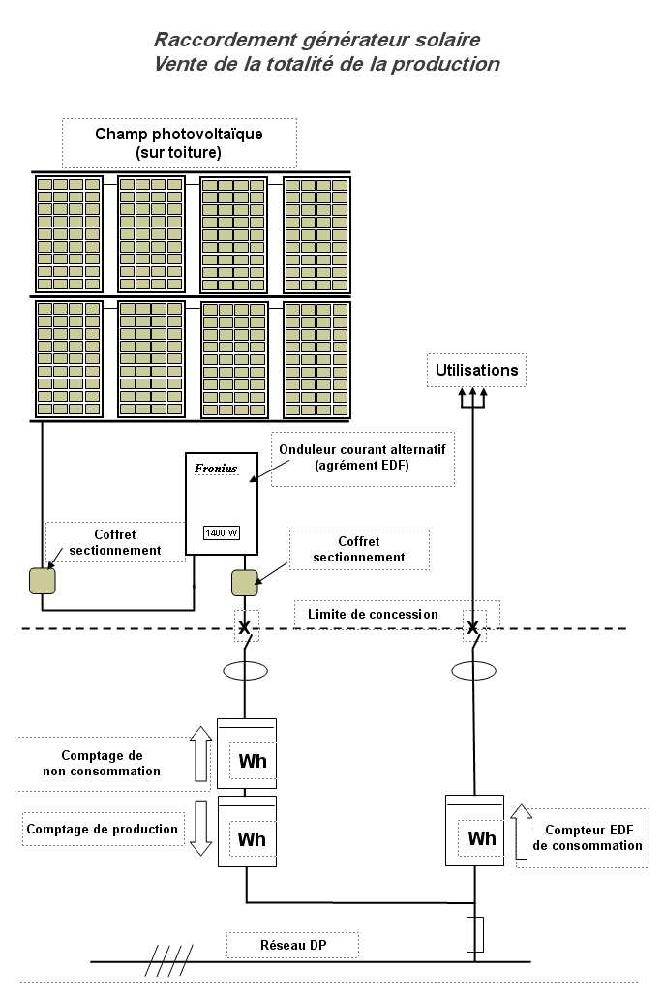 Raccordement générateur solaire
Vente de la totalité de la production
Champ photovoltaïque
(sur toiture)
Utilisations
Onduleur courant alternatif
(agrément EDF)
Fronius
1400 W
Coffret
sectionnement
Coffret
sectionnement
Limite de concession
X
X
Comptage de
non consommation
Wh
Comptage de production
Wh
Wh
Compteur EDF
de consommation
Réseau DP